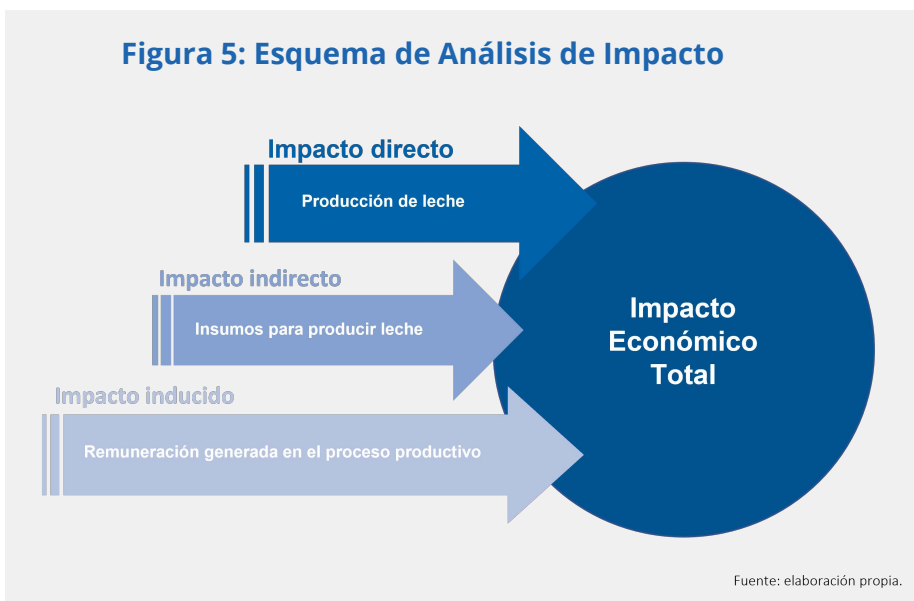 Figura 5: Esquema de Análisis de Impacto
Impacto directo
Producción de leche
Impacto indirecto
Insumos para producir leche
Impacto inducido
Remuneración generada en el proceso productivo
Impacto
Económico
Total
Fuente: elaboración propia.